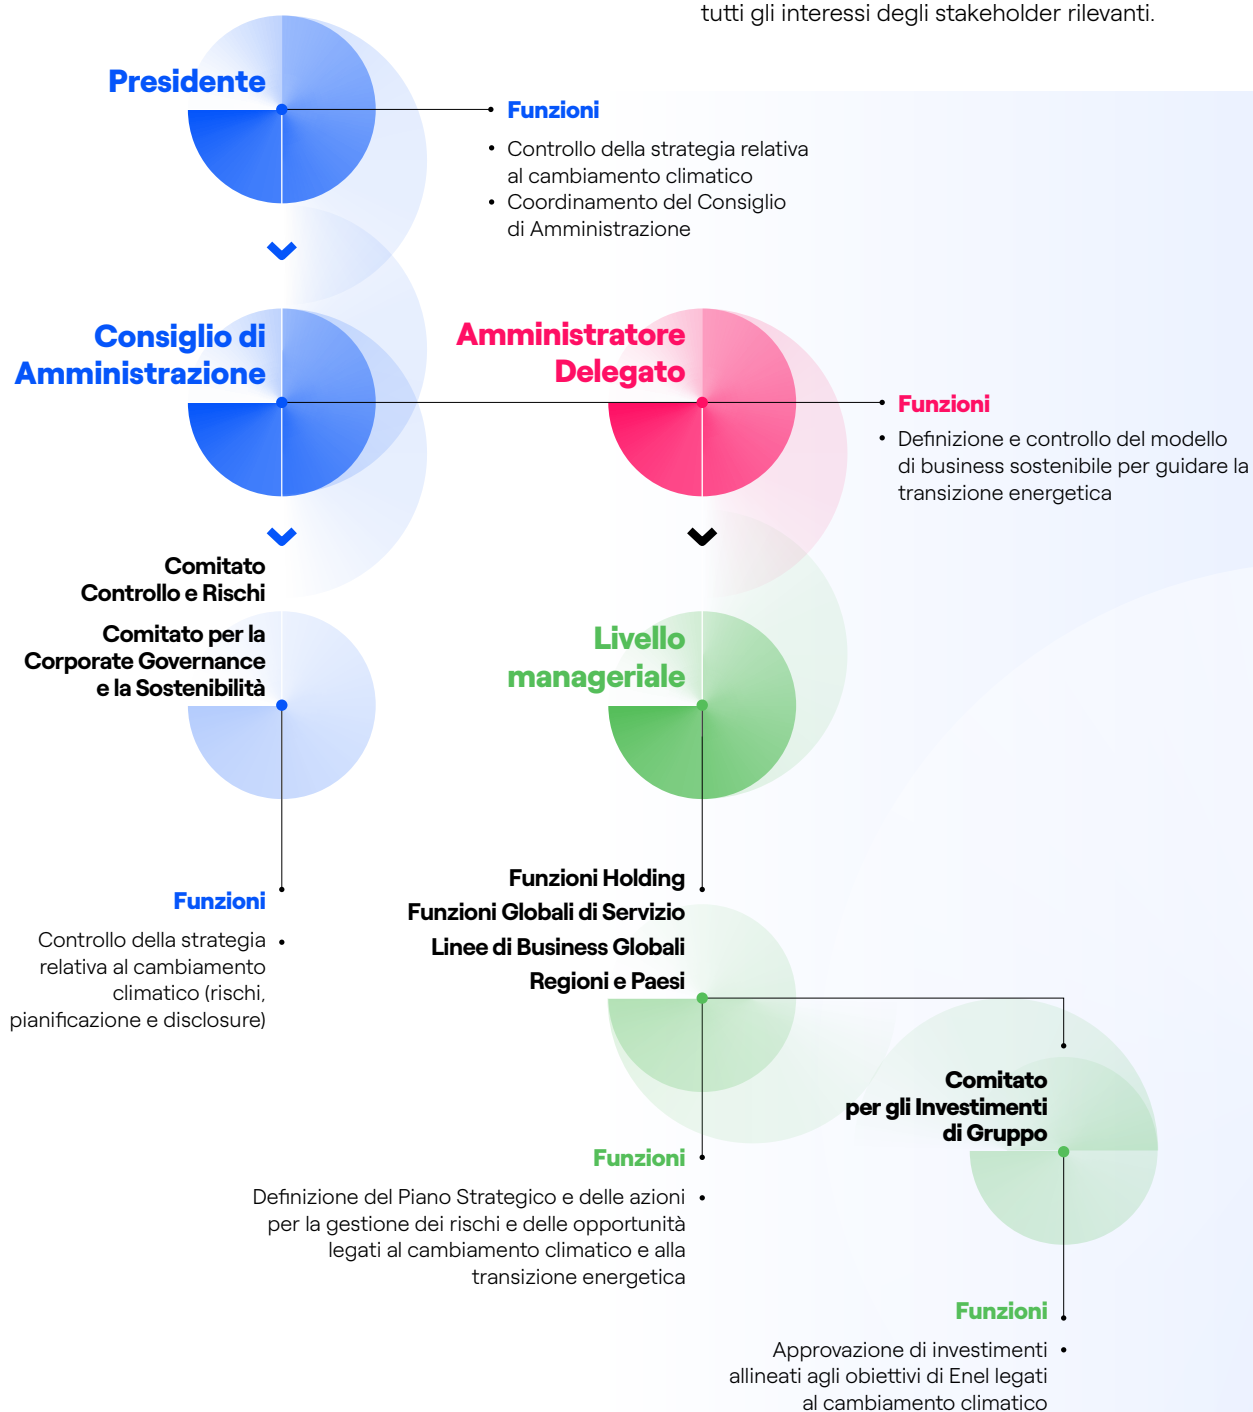 tutti gli interessi degli stakeholder rilevanti.
Presidente
Funzioni
• Controllo della strategia relativa
al cambiamento climatico
• Coordinamento del Consiglio
di Amministrazione
Consiglio di
Amministrazione
Amministratore
Delegato
Funzioni
• Definizione e controllo del modello
di business sostenibile per guidare la
transizione energetica
Comitato
Controllo e Rischi
Comitato per la
Corporate Governance
e la Sostenibilità
Livello
manageriale
Funzioni
Controllo della strategia •
relativa al cambiamento
climatico (rischi,
pianificazione e disclosure)
Funzioni Holding
Funzioni Globali di Servizio
Linee di Business Globali
Regioni e Paesi
Comitato
per gli Investimenti
di Gruppo
Funzioni
Definizione del Piano Strategico e delle azioni •
per la gestione dei rischi e delle opportunità
legati al cambiamento climatico e alla
transizione energetica
Funzioni
Approvazione di investimenti •
allineati agli obiettivi di Enel legati
al cambiamento climatico